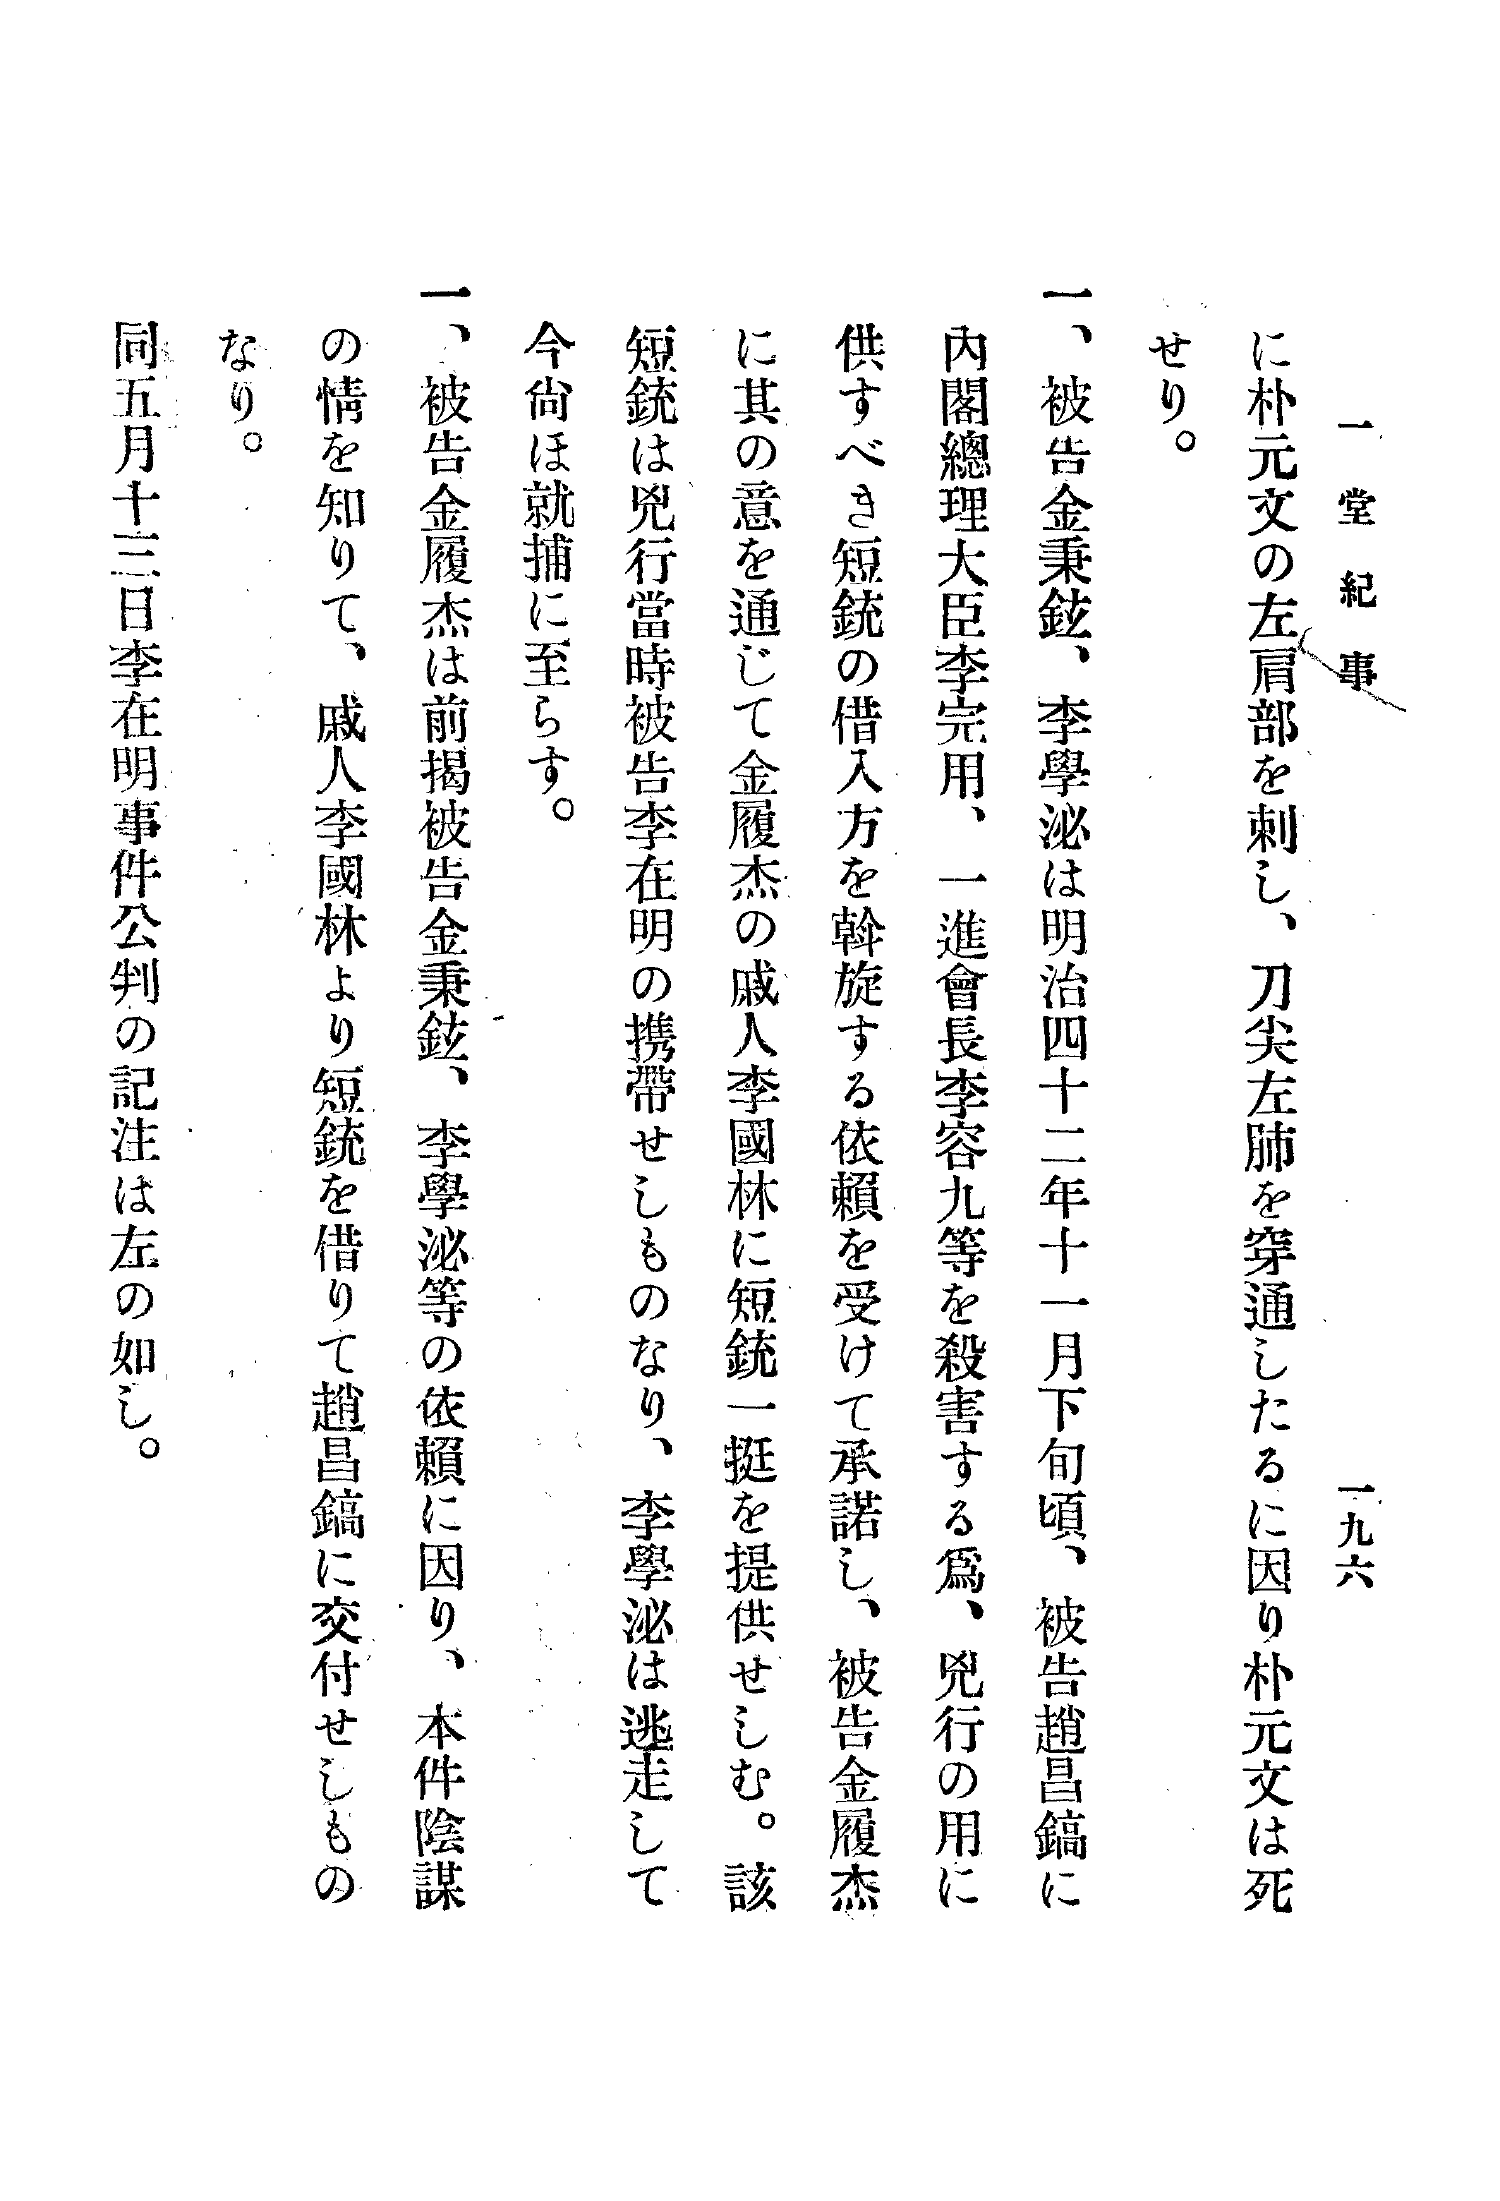 一堂紀事　一九六
に朴元文の左肩部を刺し、刀尖左肺を穿通したるに因り朴元文は死
せり。
一、被告金秉鉉、李學泌は明治四十二年十一月下旬頃、被告趙昌鎬に
內閣總理大臣李完用、一進會長李容九等を殺害する爲、兇行の用に
供すべき短銃の借入方を斡旋する依賴を受けて承諾し、被告金履杰
に其の意を通じて金履杰の戚人李國林に短銃一挺を提供せしむ。該
短銃は兇行當時被告李在明の携帶せしものなり、李學泌は逃走して
今尙ほ就捕に至らす。
一、被告金履杰は前揭被告金秉鉉、李學泌等の依賴に因り、本件陰謀
の情を知りて、戚人李國林より短銃を借りて趙昌鎬に交付せしもの
なり。
同五月十三日李在明事件公判の記注は左の如し。